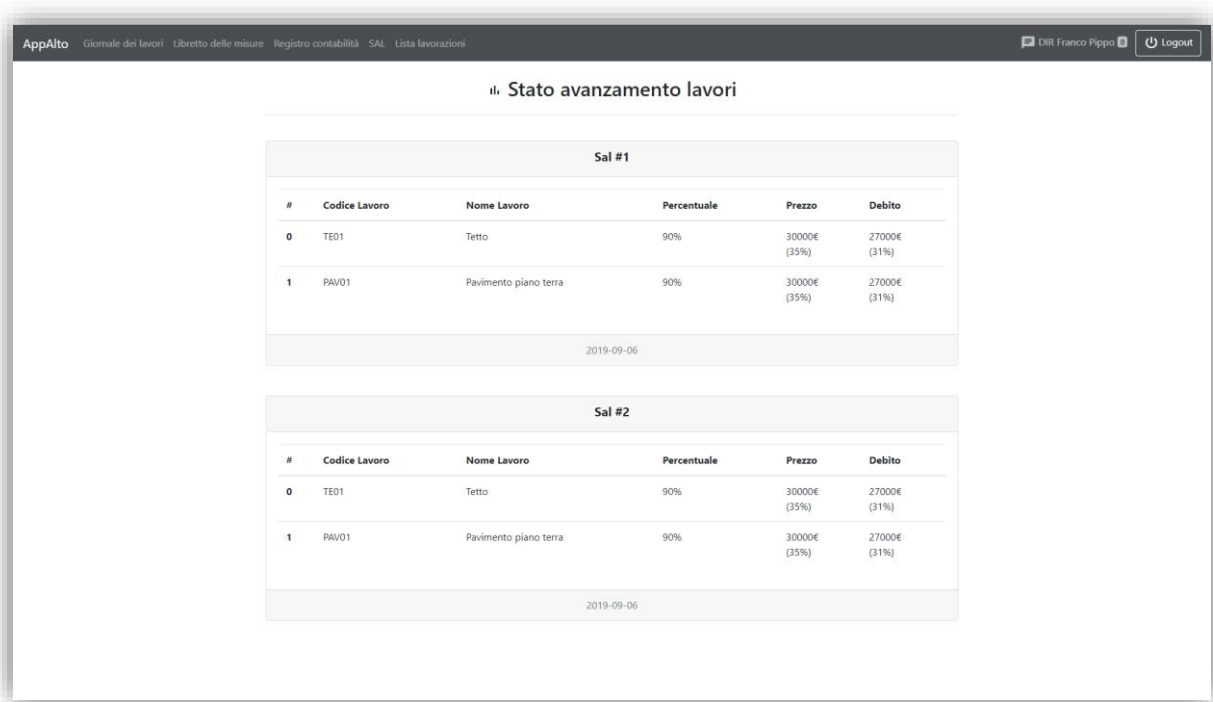 AppAlto Giornale dei lavori Libretto delle misure Registro contabilità SAL Lista lavorazioni DIR Franco Pippo 0 Logout
Stato avanzamento lavori
Sal #1
# Codice Lavoro Nome Lavoro Percentuale Prezzo Debito
0 TE01 Tetto 90% 30000€ 27000€
(35%) (31%)
1 PAV01 Pavimento piano terra 90% 30000€ 27000€
(35%) (31%)
2019-09-06
Sal #2
# Codice Lavoro Nome Lavoro Percentuale Prezzo Debito
0 TE01 Tetto 90% 30000€ 27000€
(35%) (31%)
1 PAV01 Pavimento piano terra 90% 30000€ 27000€
(35%) (31%)
2019-09-06